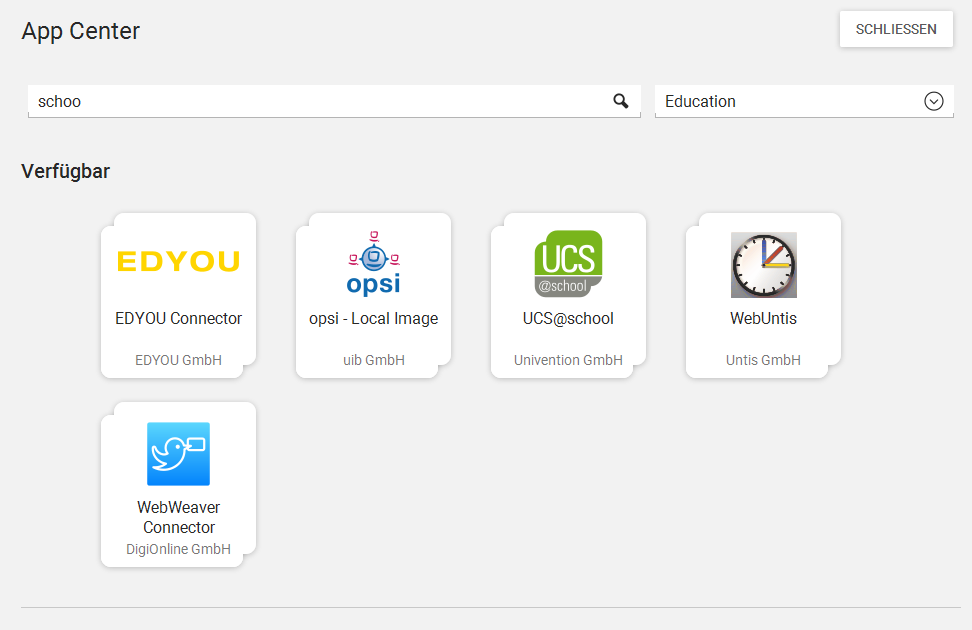 App Center
SCHLIESSEN
schoo
Education
Verfügbar
EDYOU
EDYOU Connector
EDYOU GmbH
opsi
opsi - Local Image
uib GmbH
UCS
@school
UCS@school
Univention GmbH
WebUntis
Untis GmbH
WebWeaver
Connector
DigiOnline GmbH